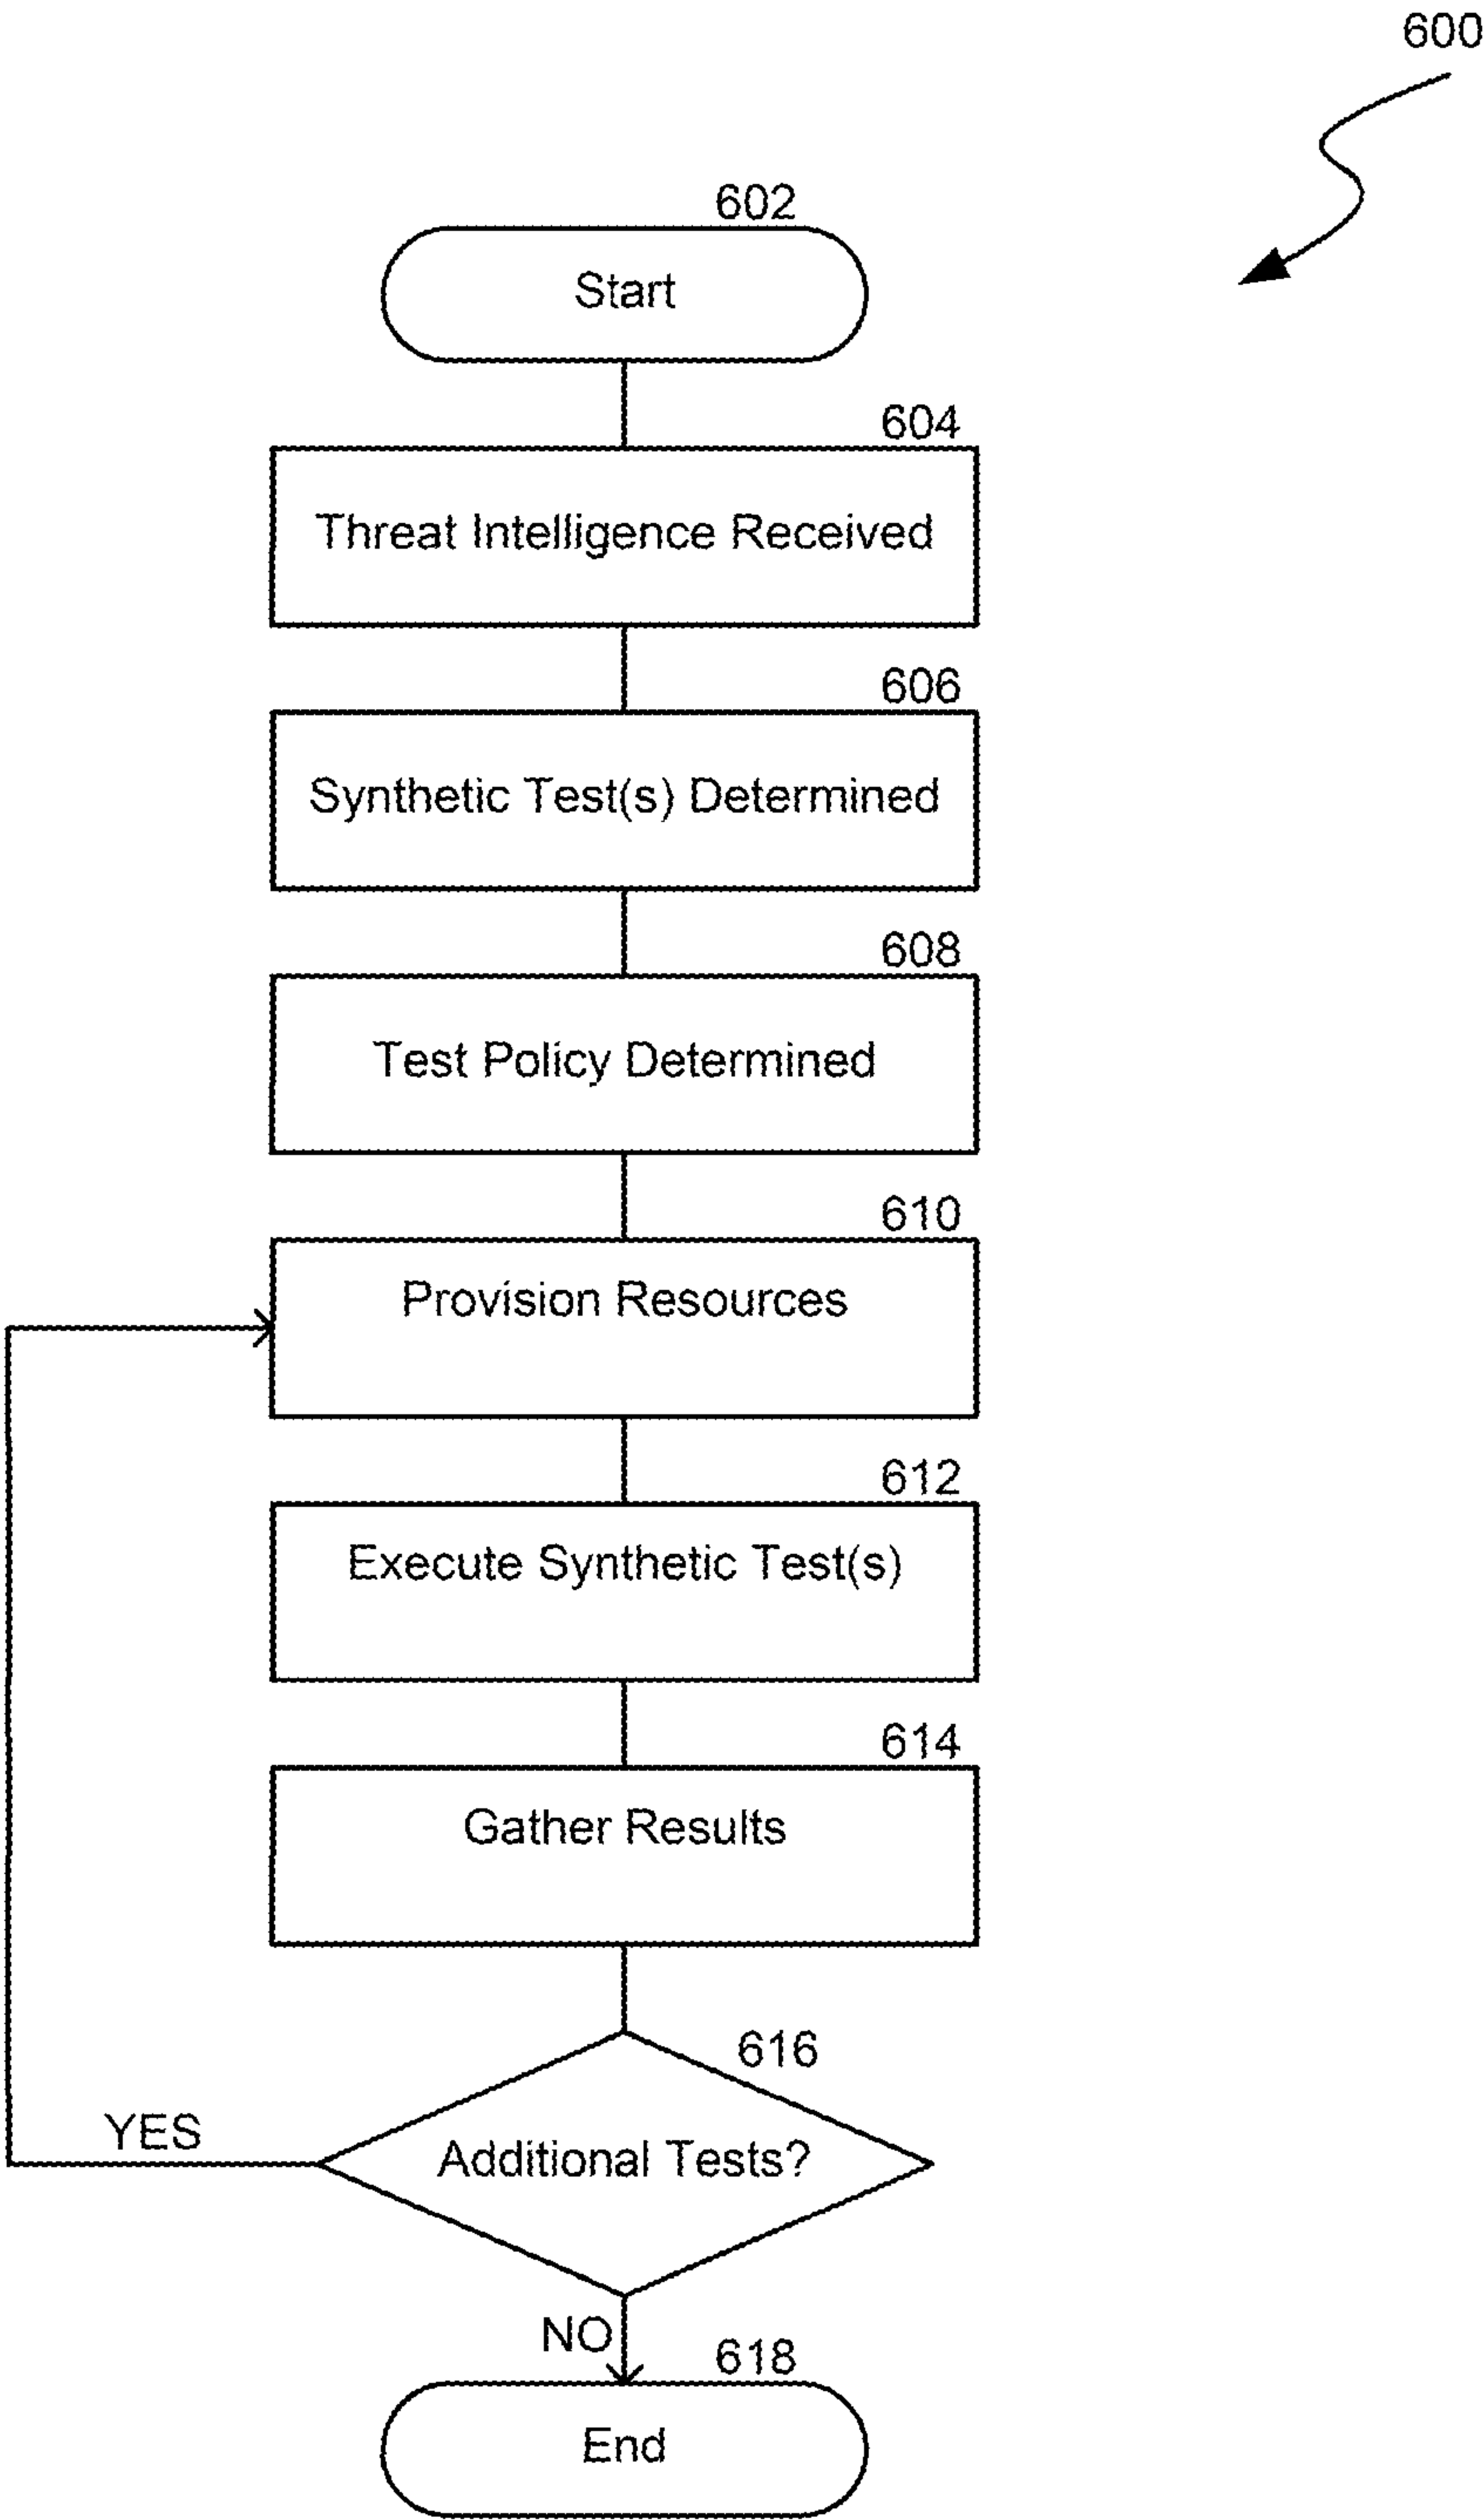 600
602
Start
604
Threat Intelligence Received
606
Synthetic Test(s) Determined
608
Test Policy Determined
610
Provision Resources
612
Execute Synthetic Test(s)
614
Gather Results
616
Additional Tests?
YES
NO
618
End